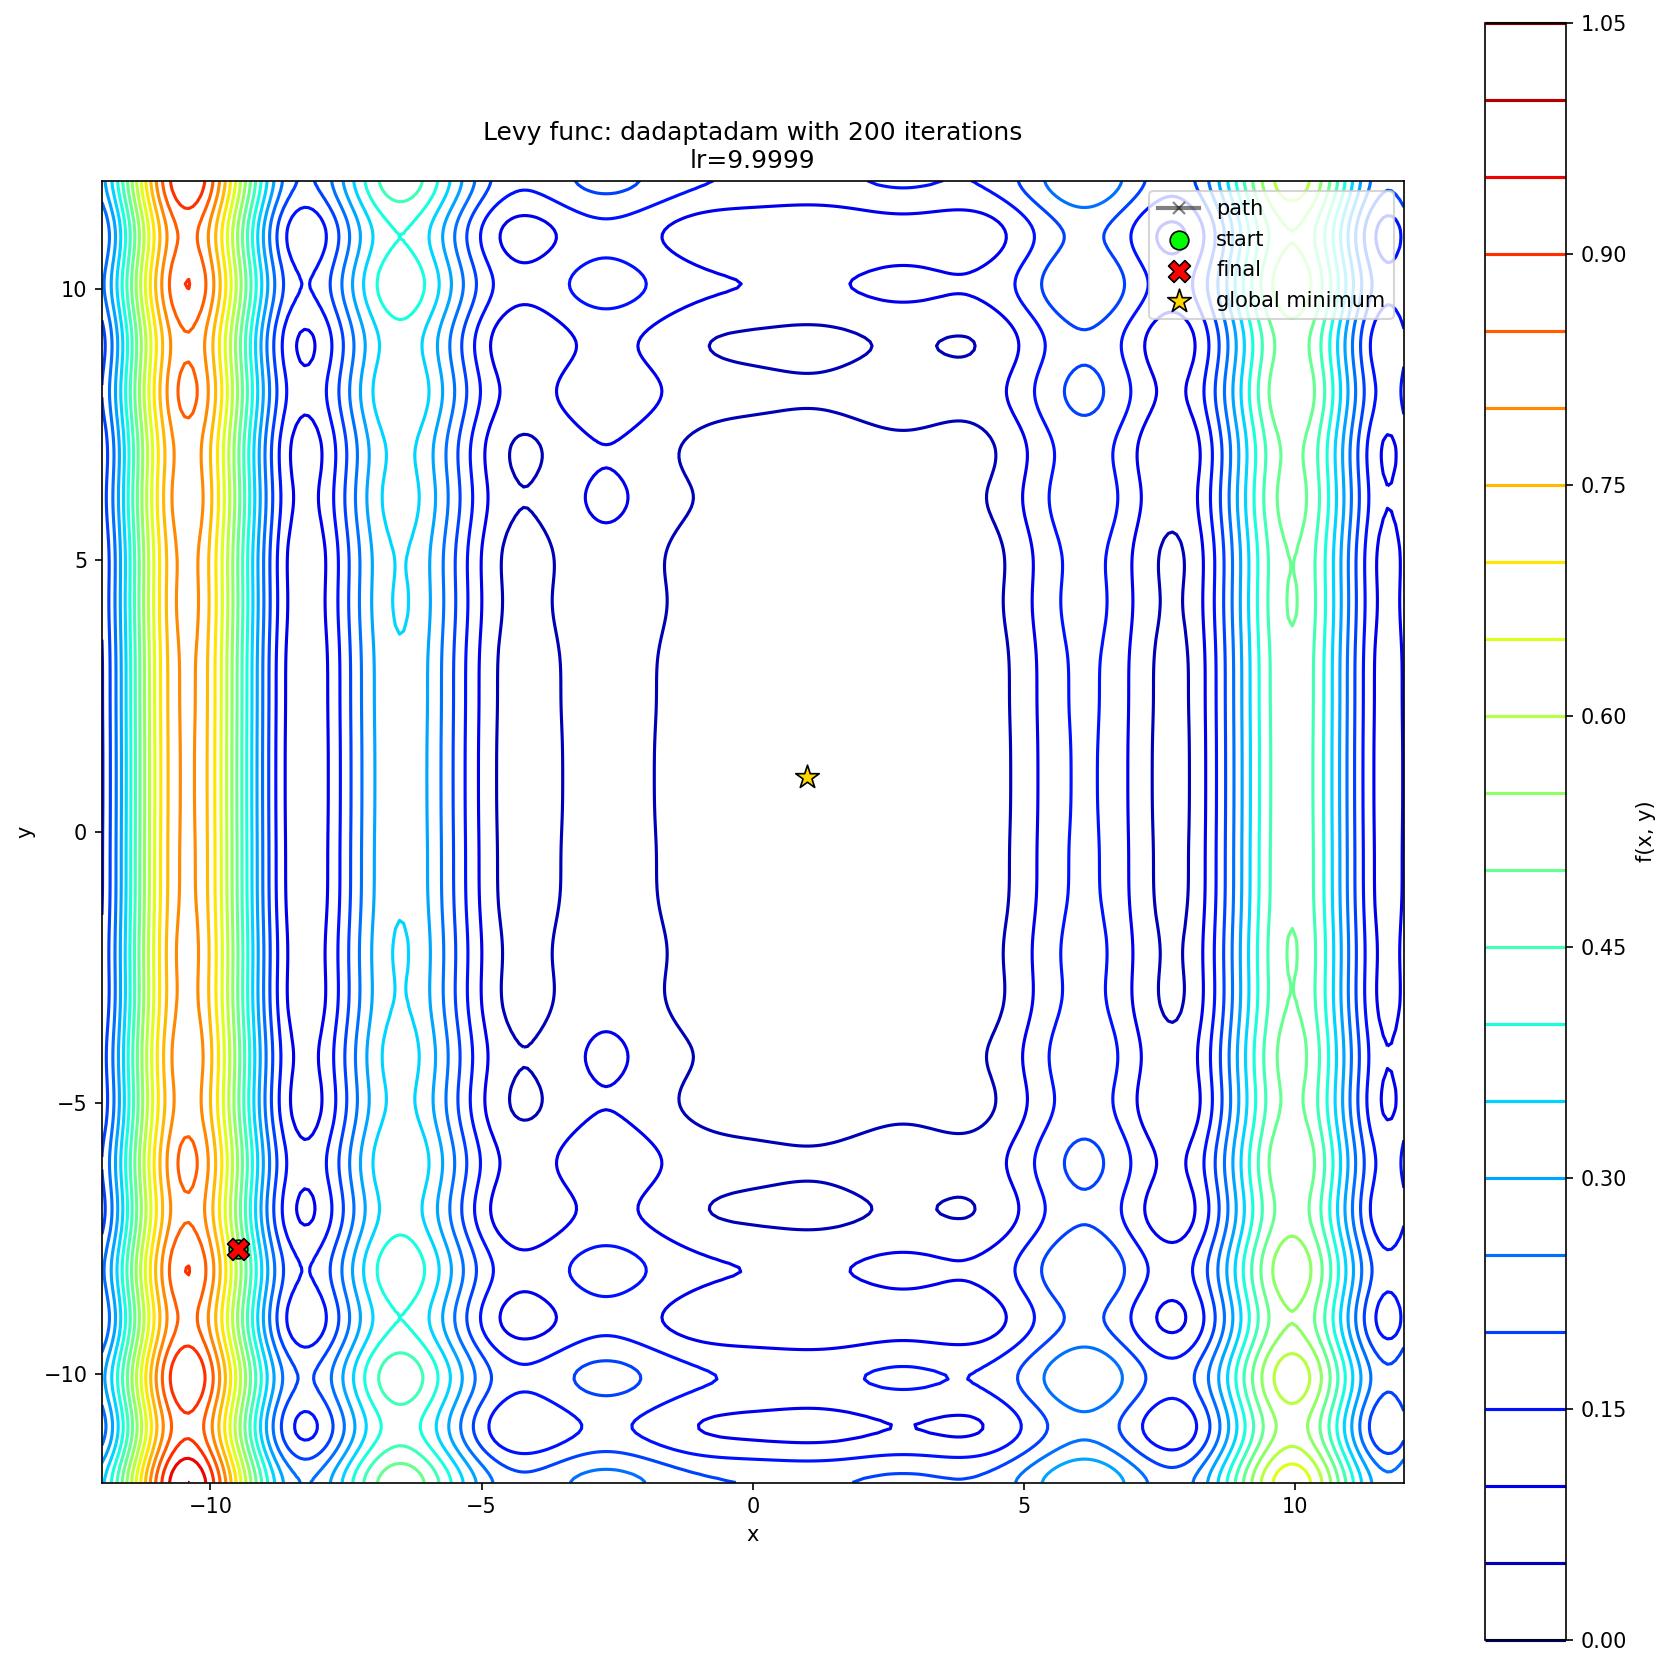 Levy func: dadaptadam with 200 iterations
lr=9.9999
path
start
final
global minimum
10
5
0
−5
−10
y
−10
−5
0
5
10
x
1.05
0.90
0.75
0.60
0.45
0.30
0.15
0.00
f(x, y)